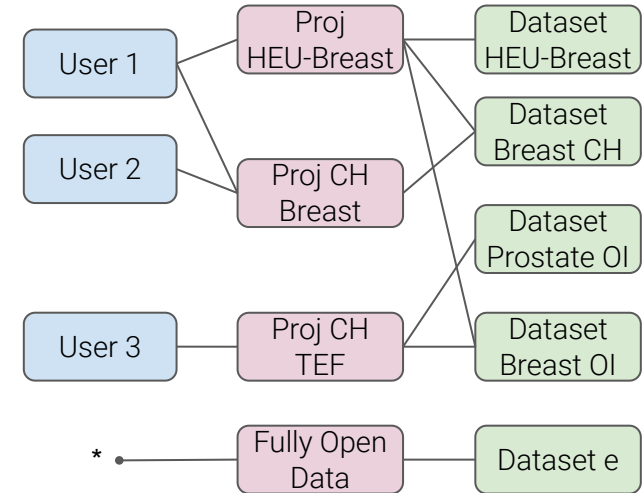 User 1
Proj
HEU-Breast
Dataset
HEU-Breast
User 2
Proj CH
Breast
Dataset
Breast CH
Dataset
Prostate OI
User 3
Proj CH
TEF
Dataset
Breast OI
*
Fully Open
Data
Dataset e